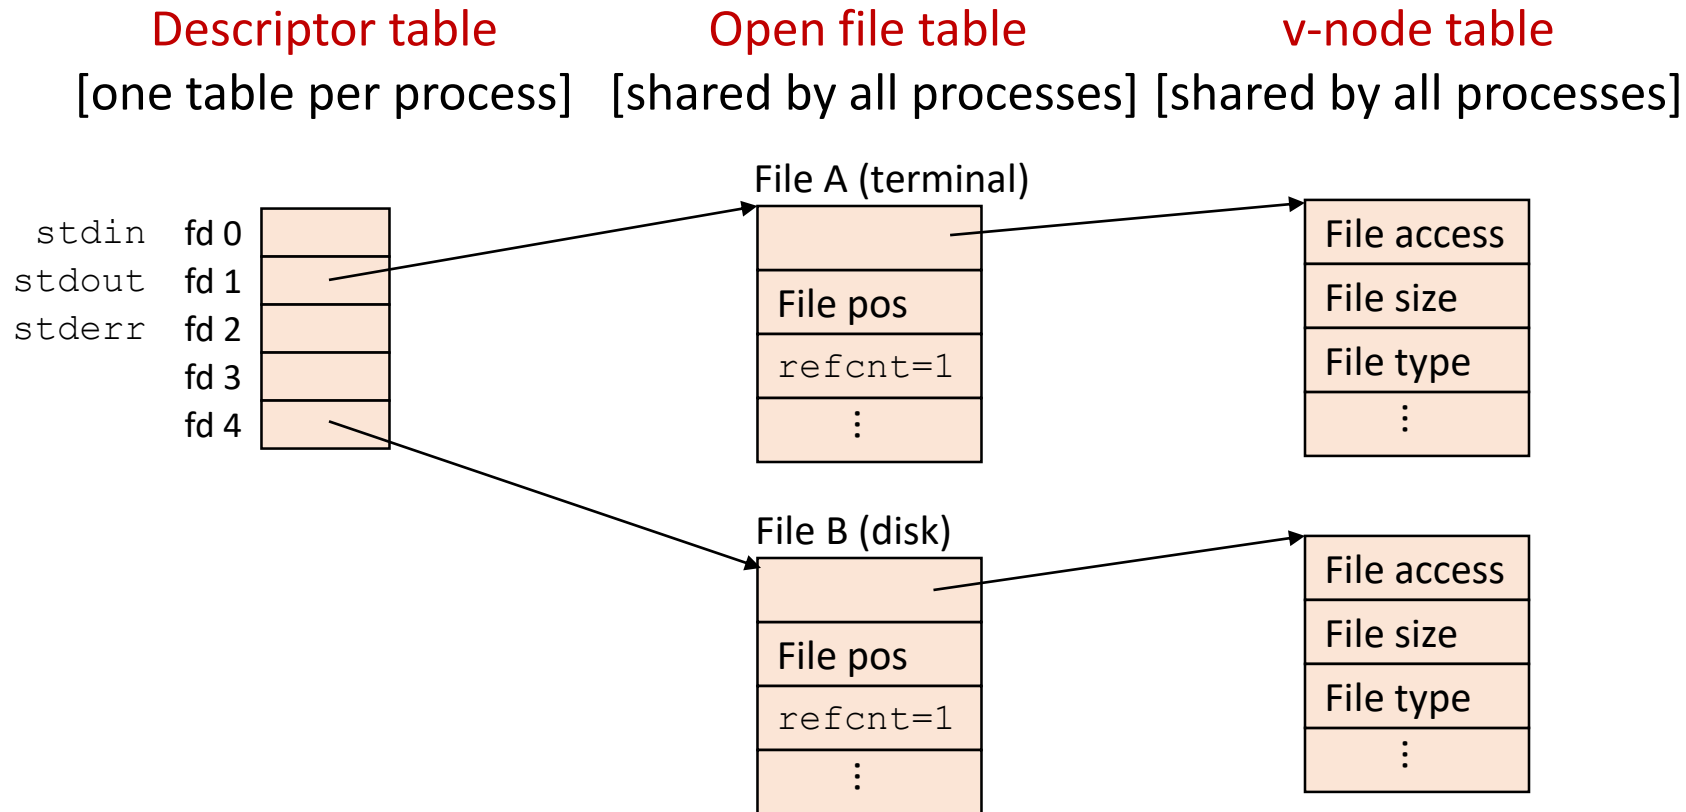 Descriptor table
[one table per process]
Open file table
[shared by all processes]
v-node table
[shared by all processes]
stdin fd 0
stdout fd 1
stderr fd 2
fd 3
fd 4
File A (terminal)
File pos
refcnt=1
⋮
File access
File size
File type
⋮
File B (disk)
File pos
refcnt=1
⋮
File access
File size
File type
⋮